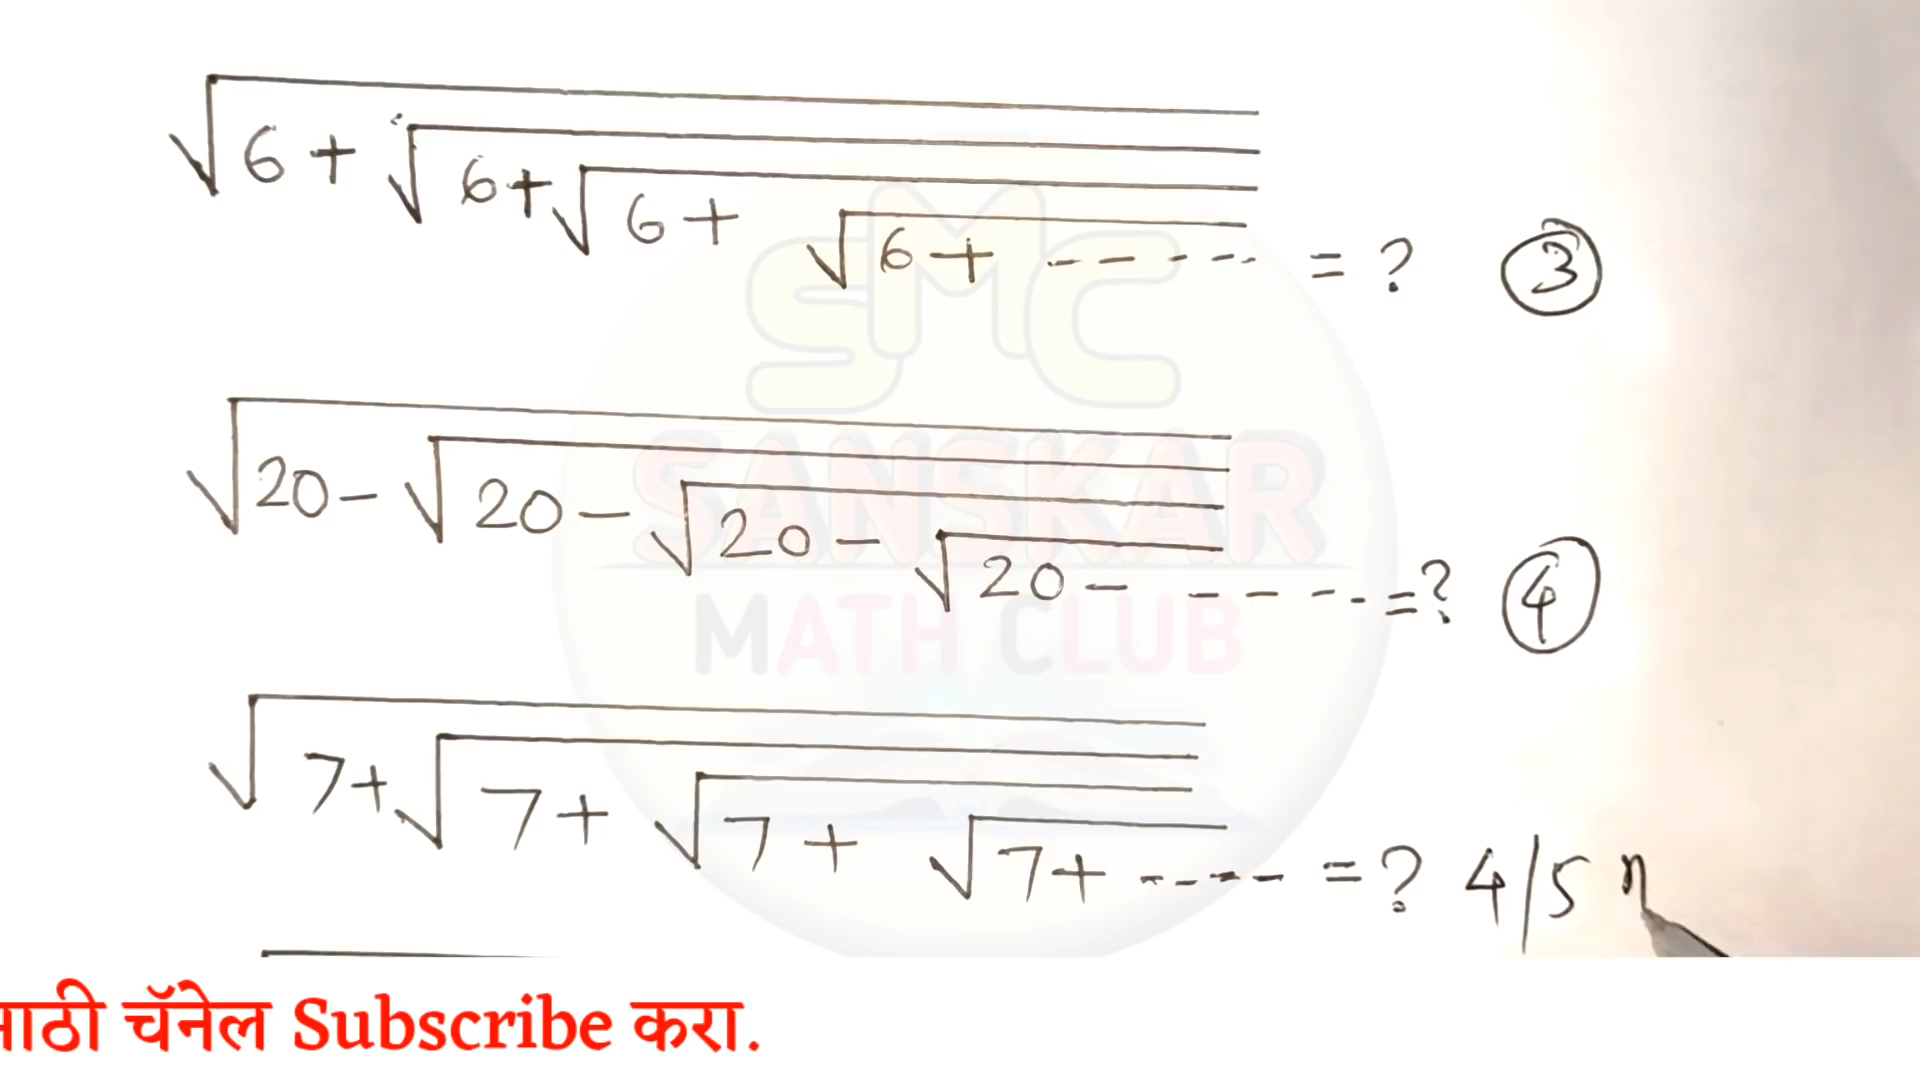 √6+ √6+ √6+ √6+ ----- = ? ③
SMC
√20- √20- √20- √20- ----- =? ④
SANSKAR
MATH CLUB
√7+ √7+ √7+ √7+ ----- = ? 4/5 n
चॅनेल Subscribe करा.